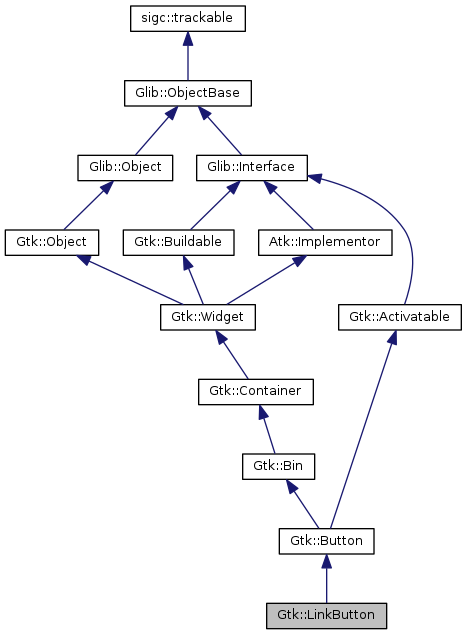 sigc::trackable
Glib::ObjectBase
Glib::Object
Glib::Interface
Gtk::Object
Gtk::Buildable
Atk::Implementor
Gtk::Widget
Gtk::Activatable
Gtk::Container
Gtk::Bin
Gtk::Button
Gtk::LinkButton